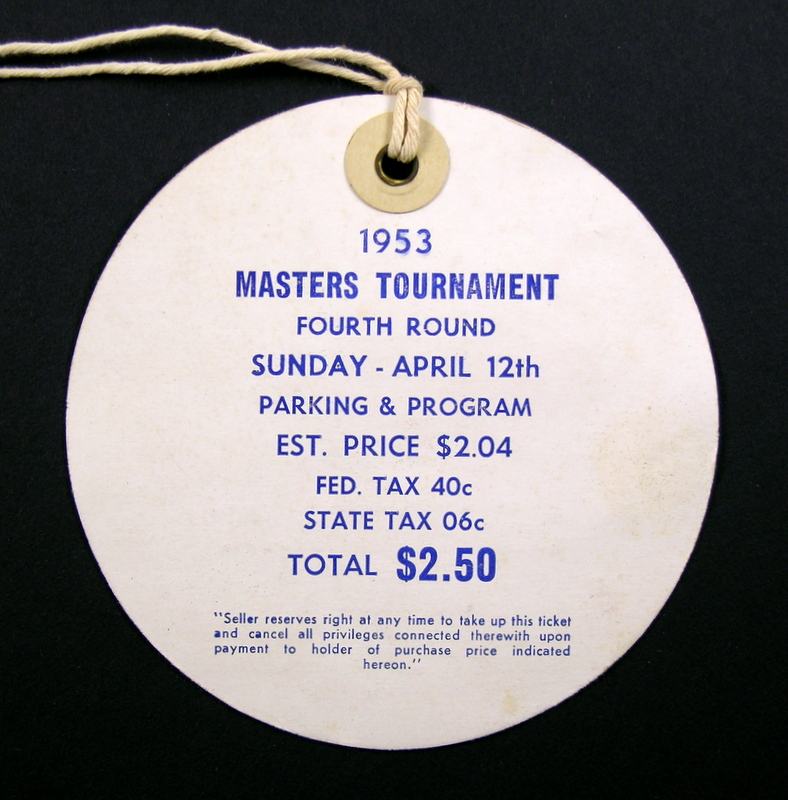 1953
MASTERS TOURNAMENT
FOURTH ROUND
SUNDAY - APRIL 12th
PARKING & PROGRAM
EST. PRICE $2.04
FED. TAX 40c
STATE TAX 06c
TOTAL $2.50
"Seller reserves right at any time to take up this ticket
and cancel all privileges connected therewith upon
payment to holder of purchase price indicated
hereon."